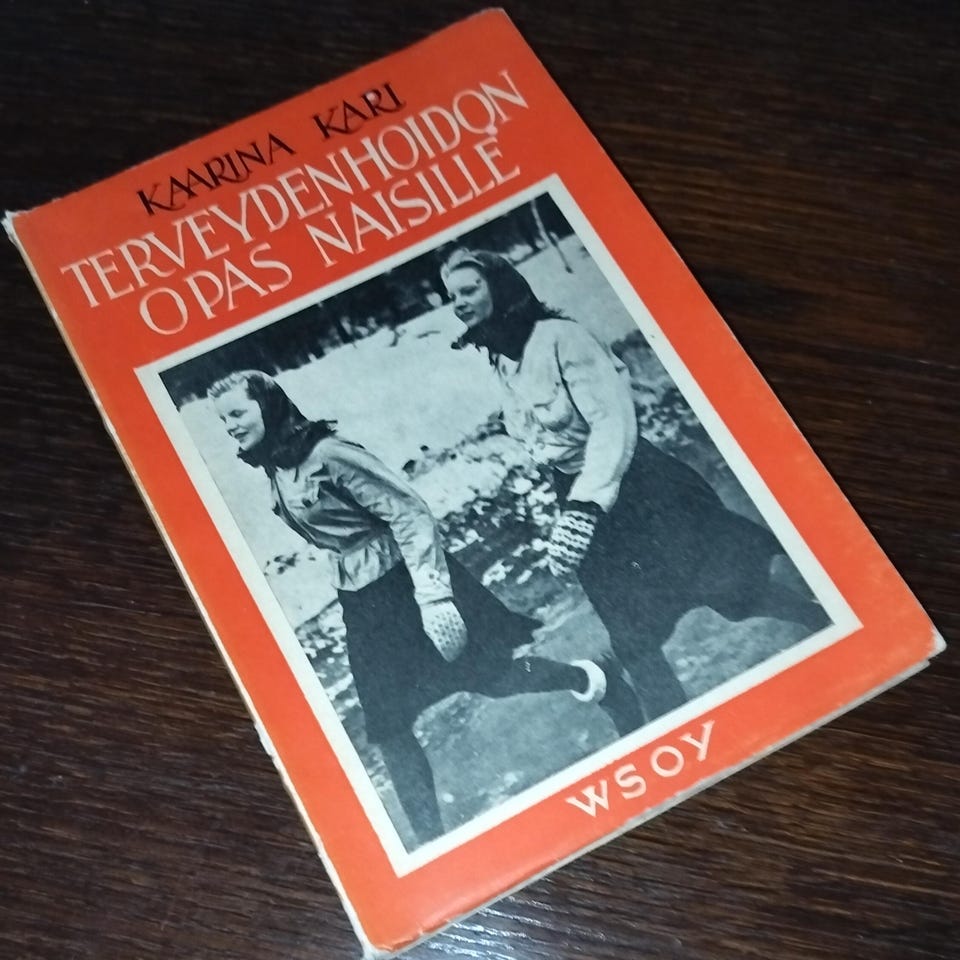 KAARINA KARI
TERVEYDENHOIDON
OPAS NAISILLE
WSOY